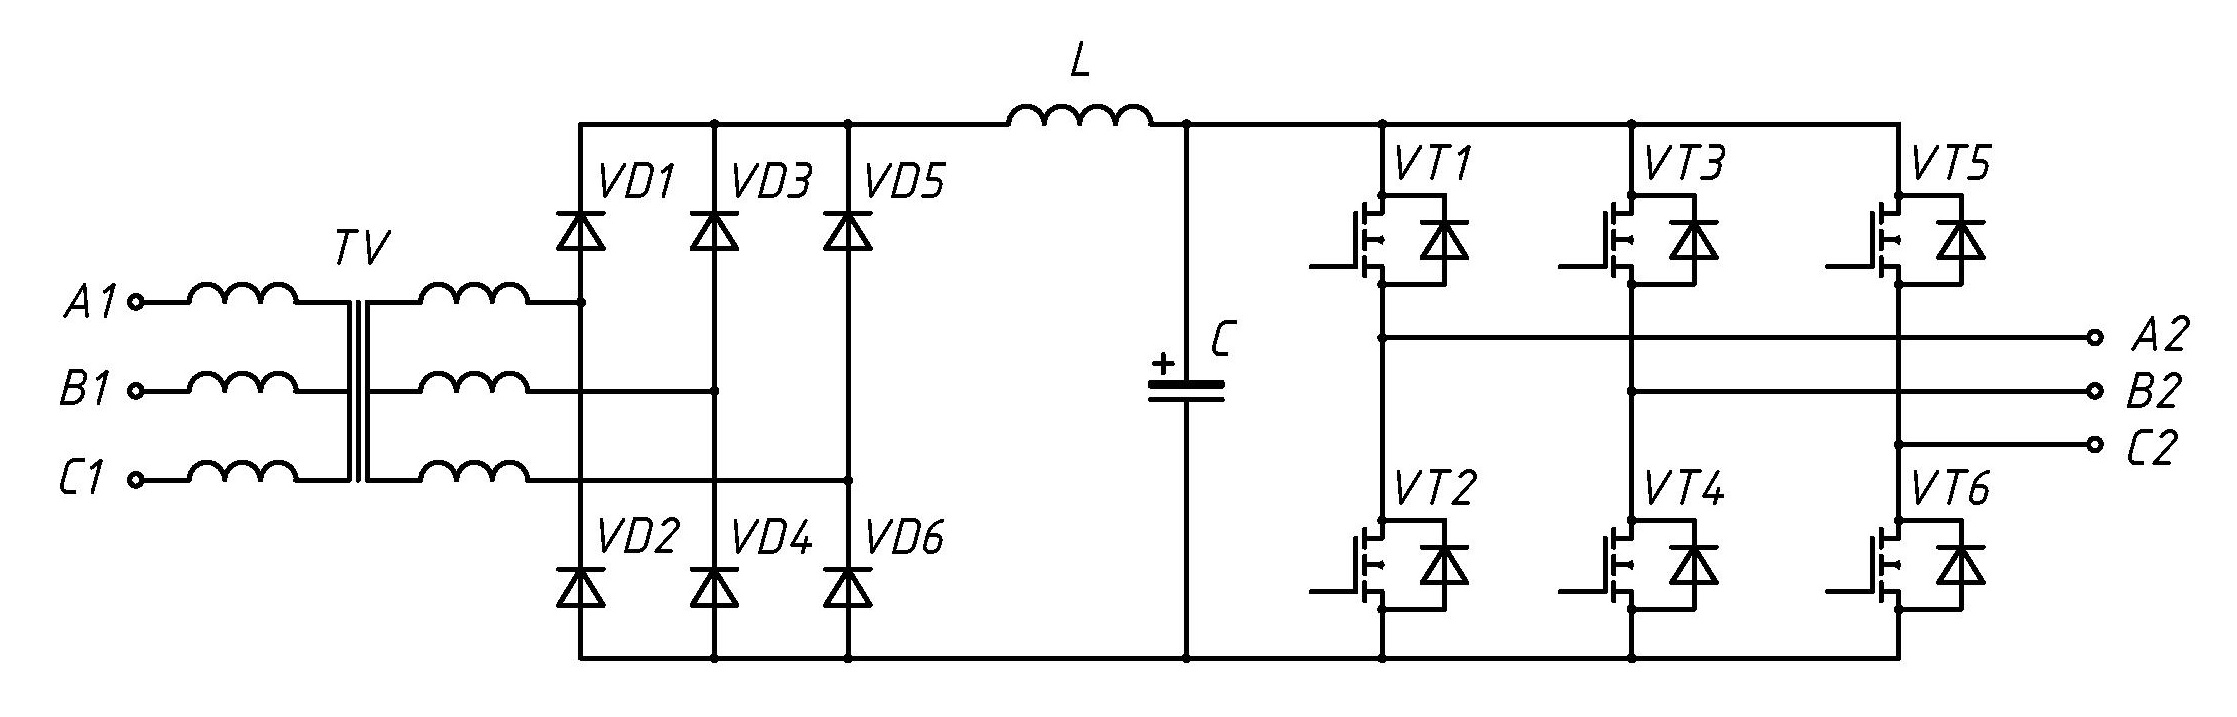 L
VD1 VD3 VD5
VT1 VT3 VT5
TV
A1
B1
C1
+ C
A2
B2
C2
VD2 VD4 VD6
VT2 VT4 VT6